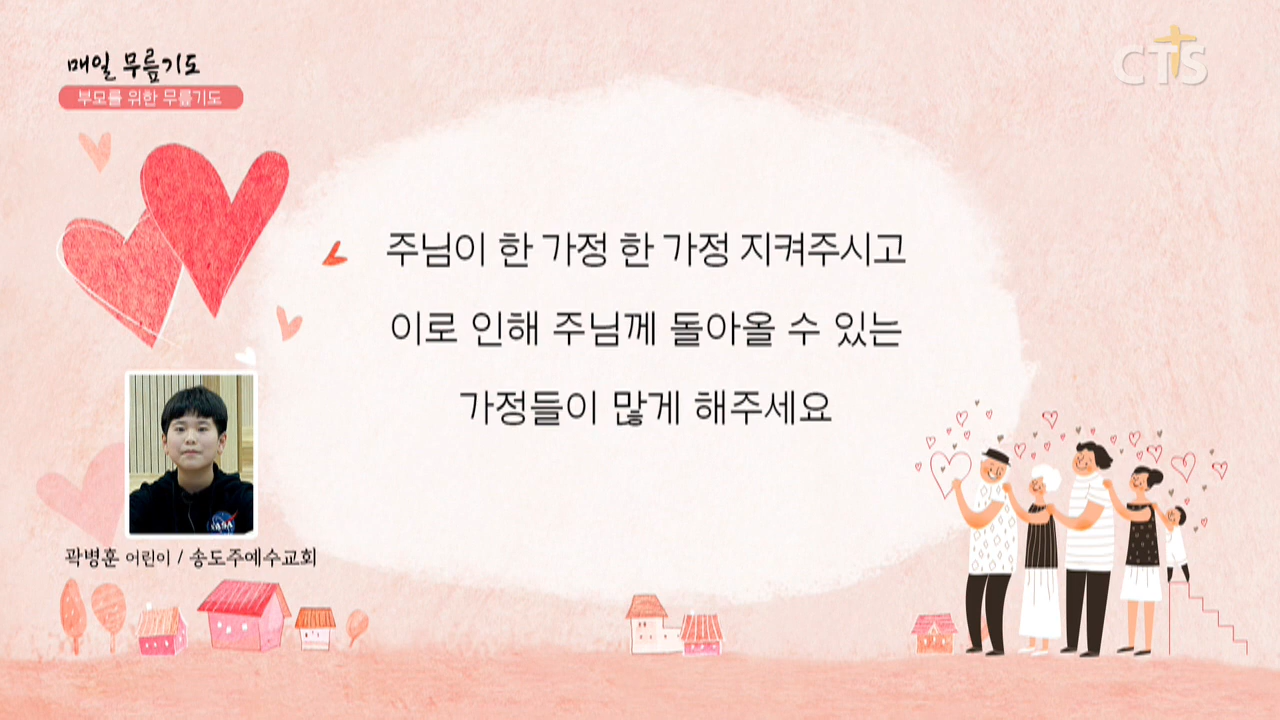 매일 무릎기도
부모를 위한 무릎기도
CTS
주님이 한 가정 한 가정 지켜주시고
이로 인해 주님께 돌아올 수 있는
가정들이 많게 해주세요
NASA
곽병훈 어린이 / 송도주예수교회